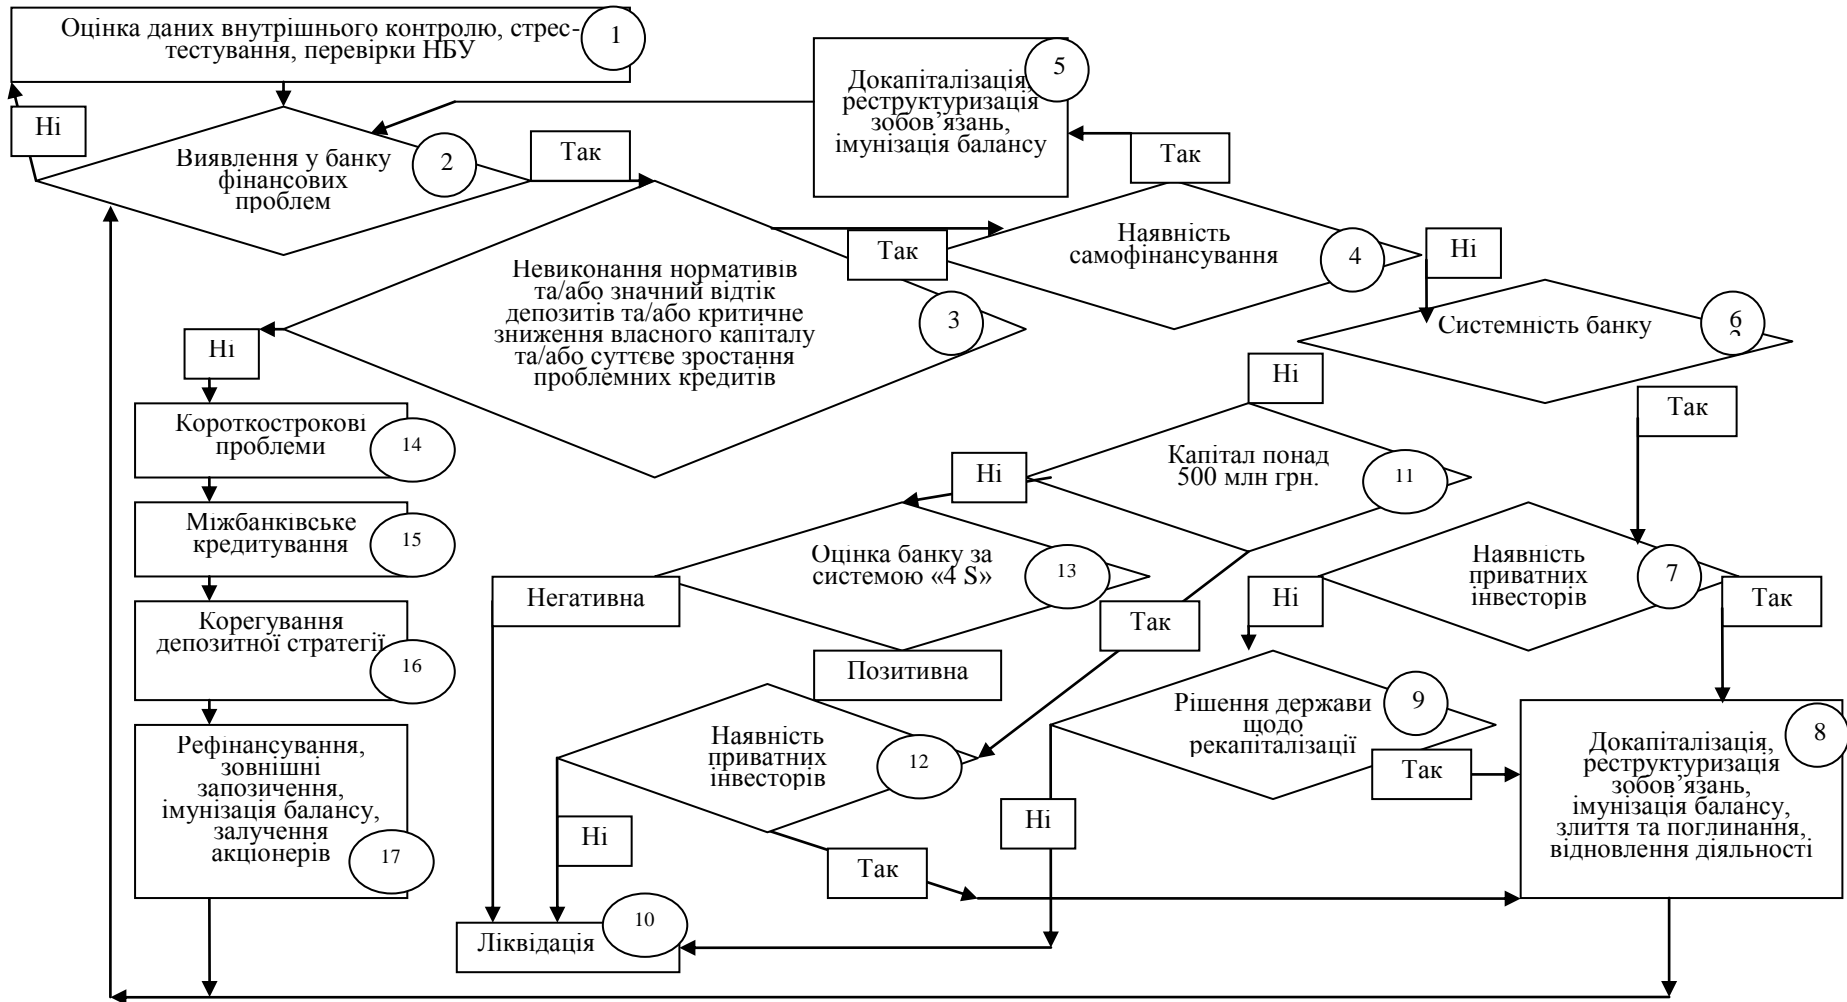 Оцінка даних внутрішнього контролю, стрес-
тестування, перевірки НБУ
1
Докапіталізація,
реструктуризація
зобов’язань,
імунізація балансу
5
Ні
Виявлення у банку
фінансових
проблем
2
Так
Так
Невиконання нормативів
та/або значний відтік
депозитів та/або критичне
зниження власного капіталу
та/або суттєве зростання
проблемних кредитів
3
Так
Наявність
самофінансування
4
Ні
Системність банку
6
Ні
Так
Ні
Короткострокові
проблеми
14
Міжбанківське
кредитування
15
Корегування
депозитної стратегії
16
Рефінансування,
зовнішні
запозичення,
імунізація балансу,
залучення
акціонерів
17
Капітал понад
500 млн грн.
11
Ні
Оцінка банку за
системою «4 S»
13
Негативна
Позитивна
Так
Наявність
приватних
інвесторів
7
Ні
Так
Наявність
приватних
інвесторів
12
Ні
Так
Рішення держави
щодо
рекапіталізації
9
Ні
Так
Докапіталізація,
реструктуризація
зобов’язань,
імунізація балансу,
злиття та поглинання,
відновлення діяльності
8
Ліквідація
10